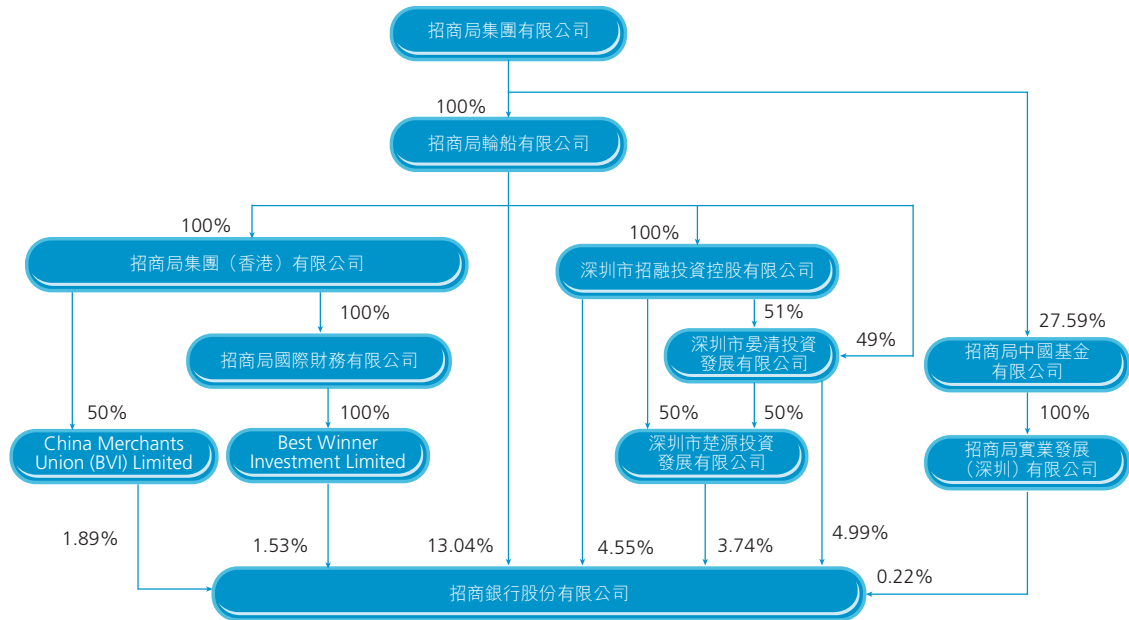 招商局集團有限公司
100%
招商局輪船有限公司
100%
100%
招商局集團（香港）有限公司
深圳市招融投資控股有限公司
100%
51%
27.59%
招商局國際財務有限公司
深圳市晏清投資
發展有限公司
49%
招商局中國基金
有限公司
50%
100%
50%
50%
100%
China Merchants
Union (BVI) Limited
Best Winner
Investment Limited
深圳市楚源投資
發展有限公司
招商局實業發展
（深圳）有限公司
1.89%
1.53%
13.04%
4.55%
3.74%
4.99%
0.22%
招商銀行股份有限公司